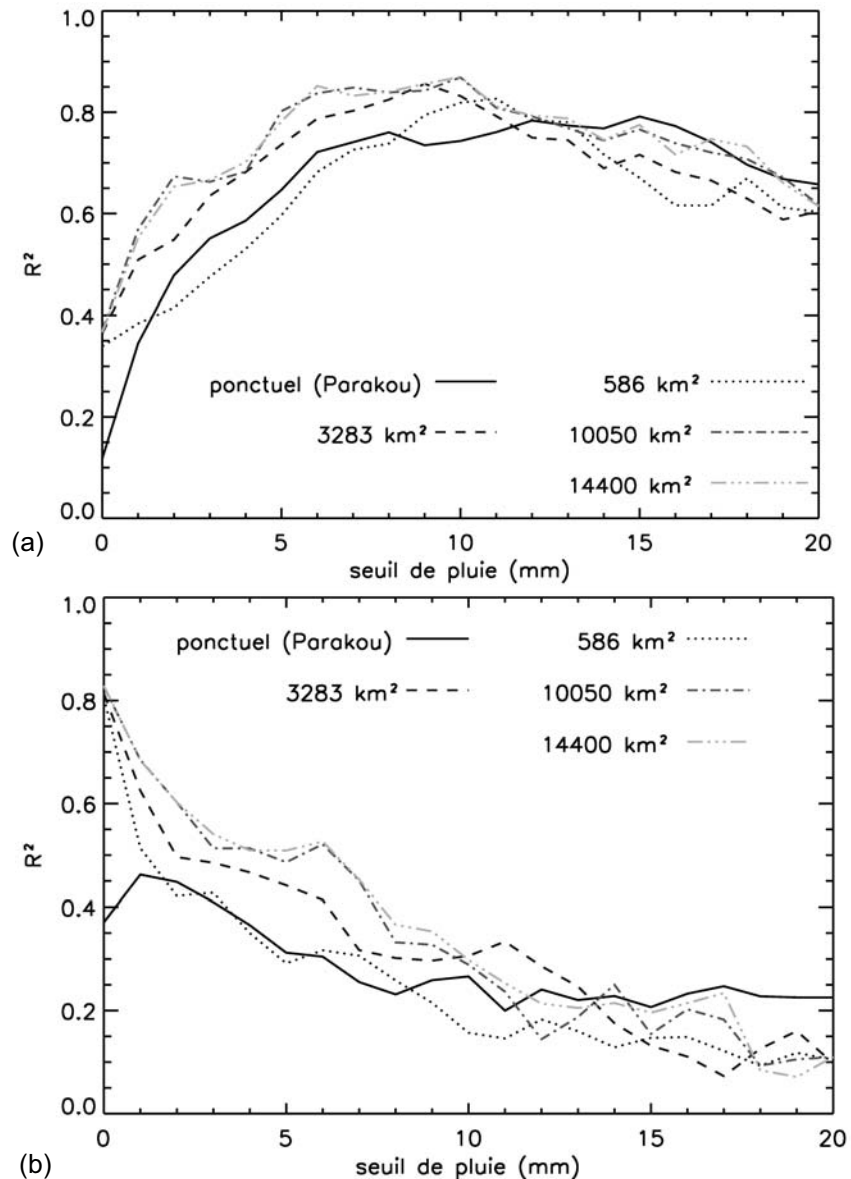 1.0
0.8
0.6
0.4
0.2
0.0
R²
ponctuel (Parakou)
586 km²
3283 km²
10050 km²
14400 km²
0
5
10
15
20
seuil de pluie (mm)
(a)
1.0
0.8
0.6
0.4
0.2
0.0
R²
ponctuel (Parakou)
586 km²
3283 km²
10050 km²
14400 km²
0
5
10
15
20
seuil de pluie (mm)
(b)